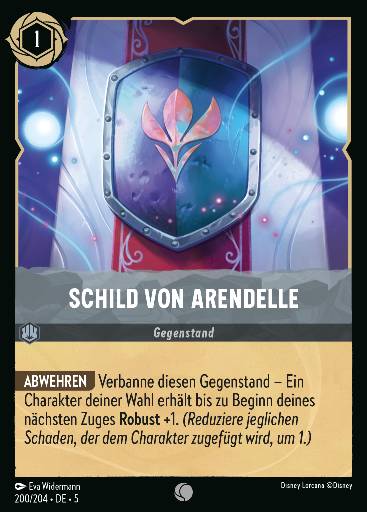 1
SCHILD VON ARENDELLE
Gegenstand
ABWEHREN Verbanne diesen Gegenstand – Ein
Charakter deiner Wahl erhält bis zu Beginn deines
nächsten Zuges Robust +1. (Reduziere jeglichen
Schaden, der dem Charakter zugefügt wird, um 1.)
Eva Widermann
Disney Lorcana ©Disney
200/204 • DE • 5